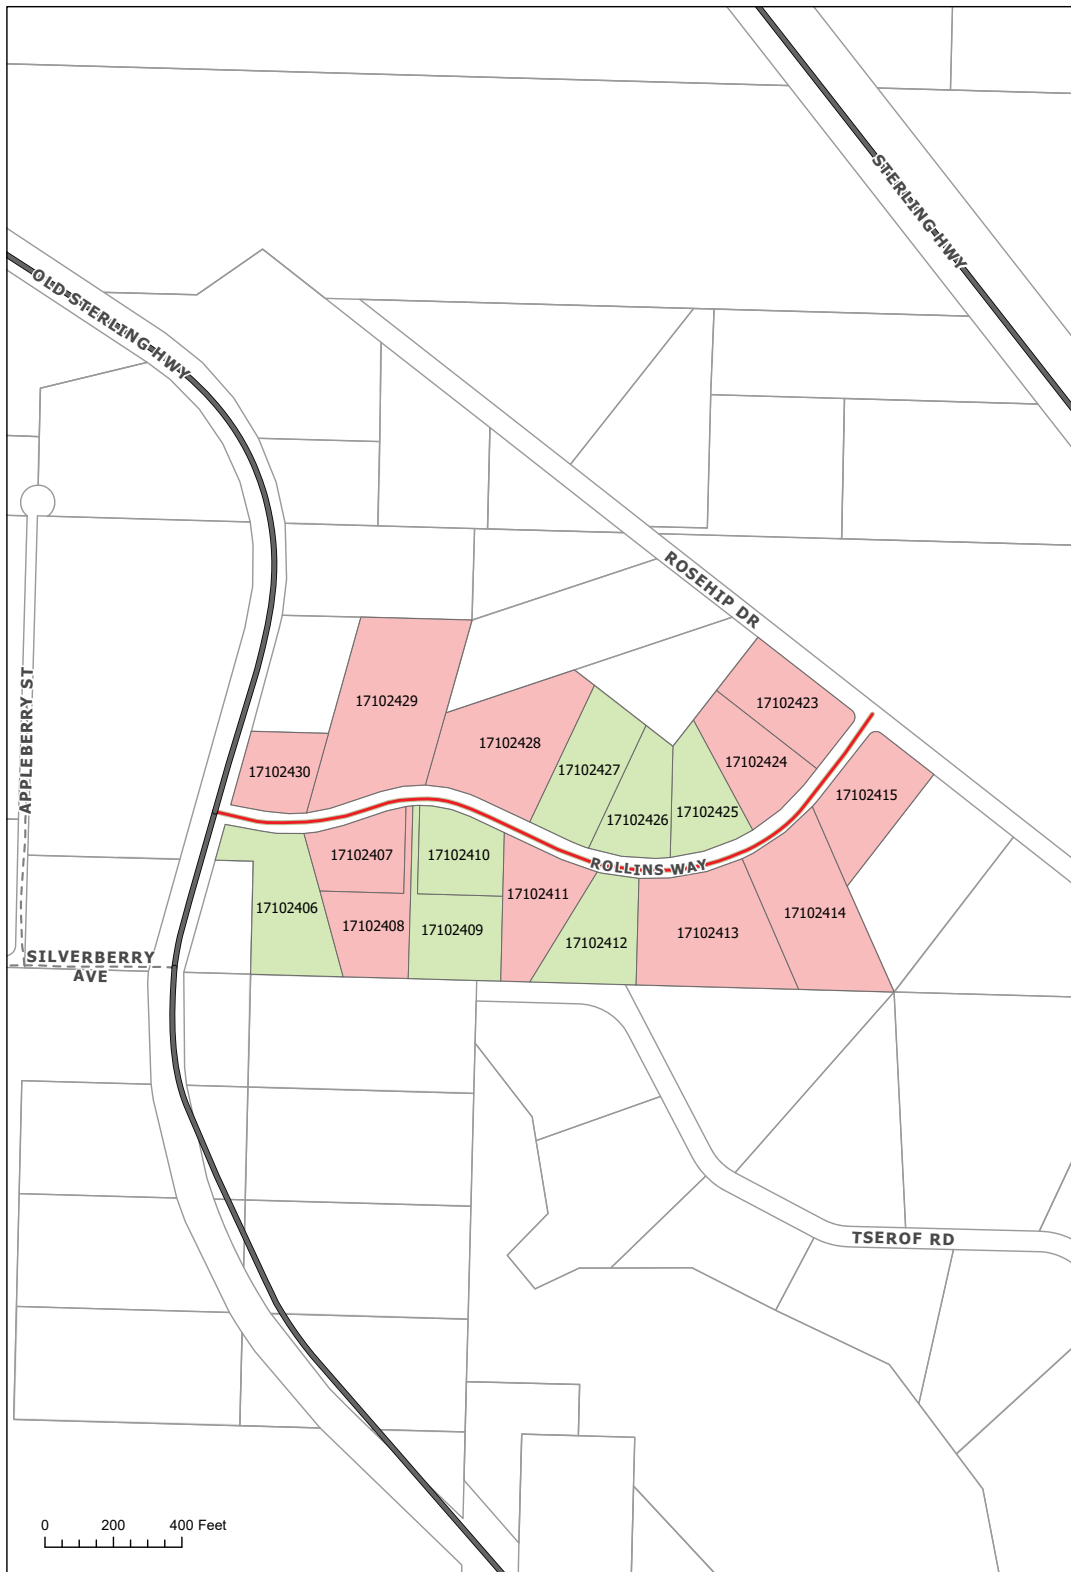 STERLING HWY
OLD STERLING HWY
ROSEHIP DR
APPLEBERRY ST
17102429
17102423
17102428
17102424
17102427
17102430
17102415
17102425
17102426
17102407
17102410
ROLLINS WAY
17102411
17102406
17102414
17102408
17102409
17102413
17102412
SILVERBERRY
AVE
TSEROF RD
0 200 400 Feet